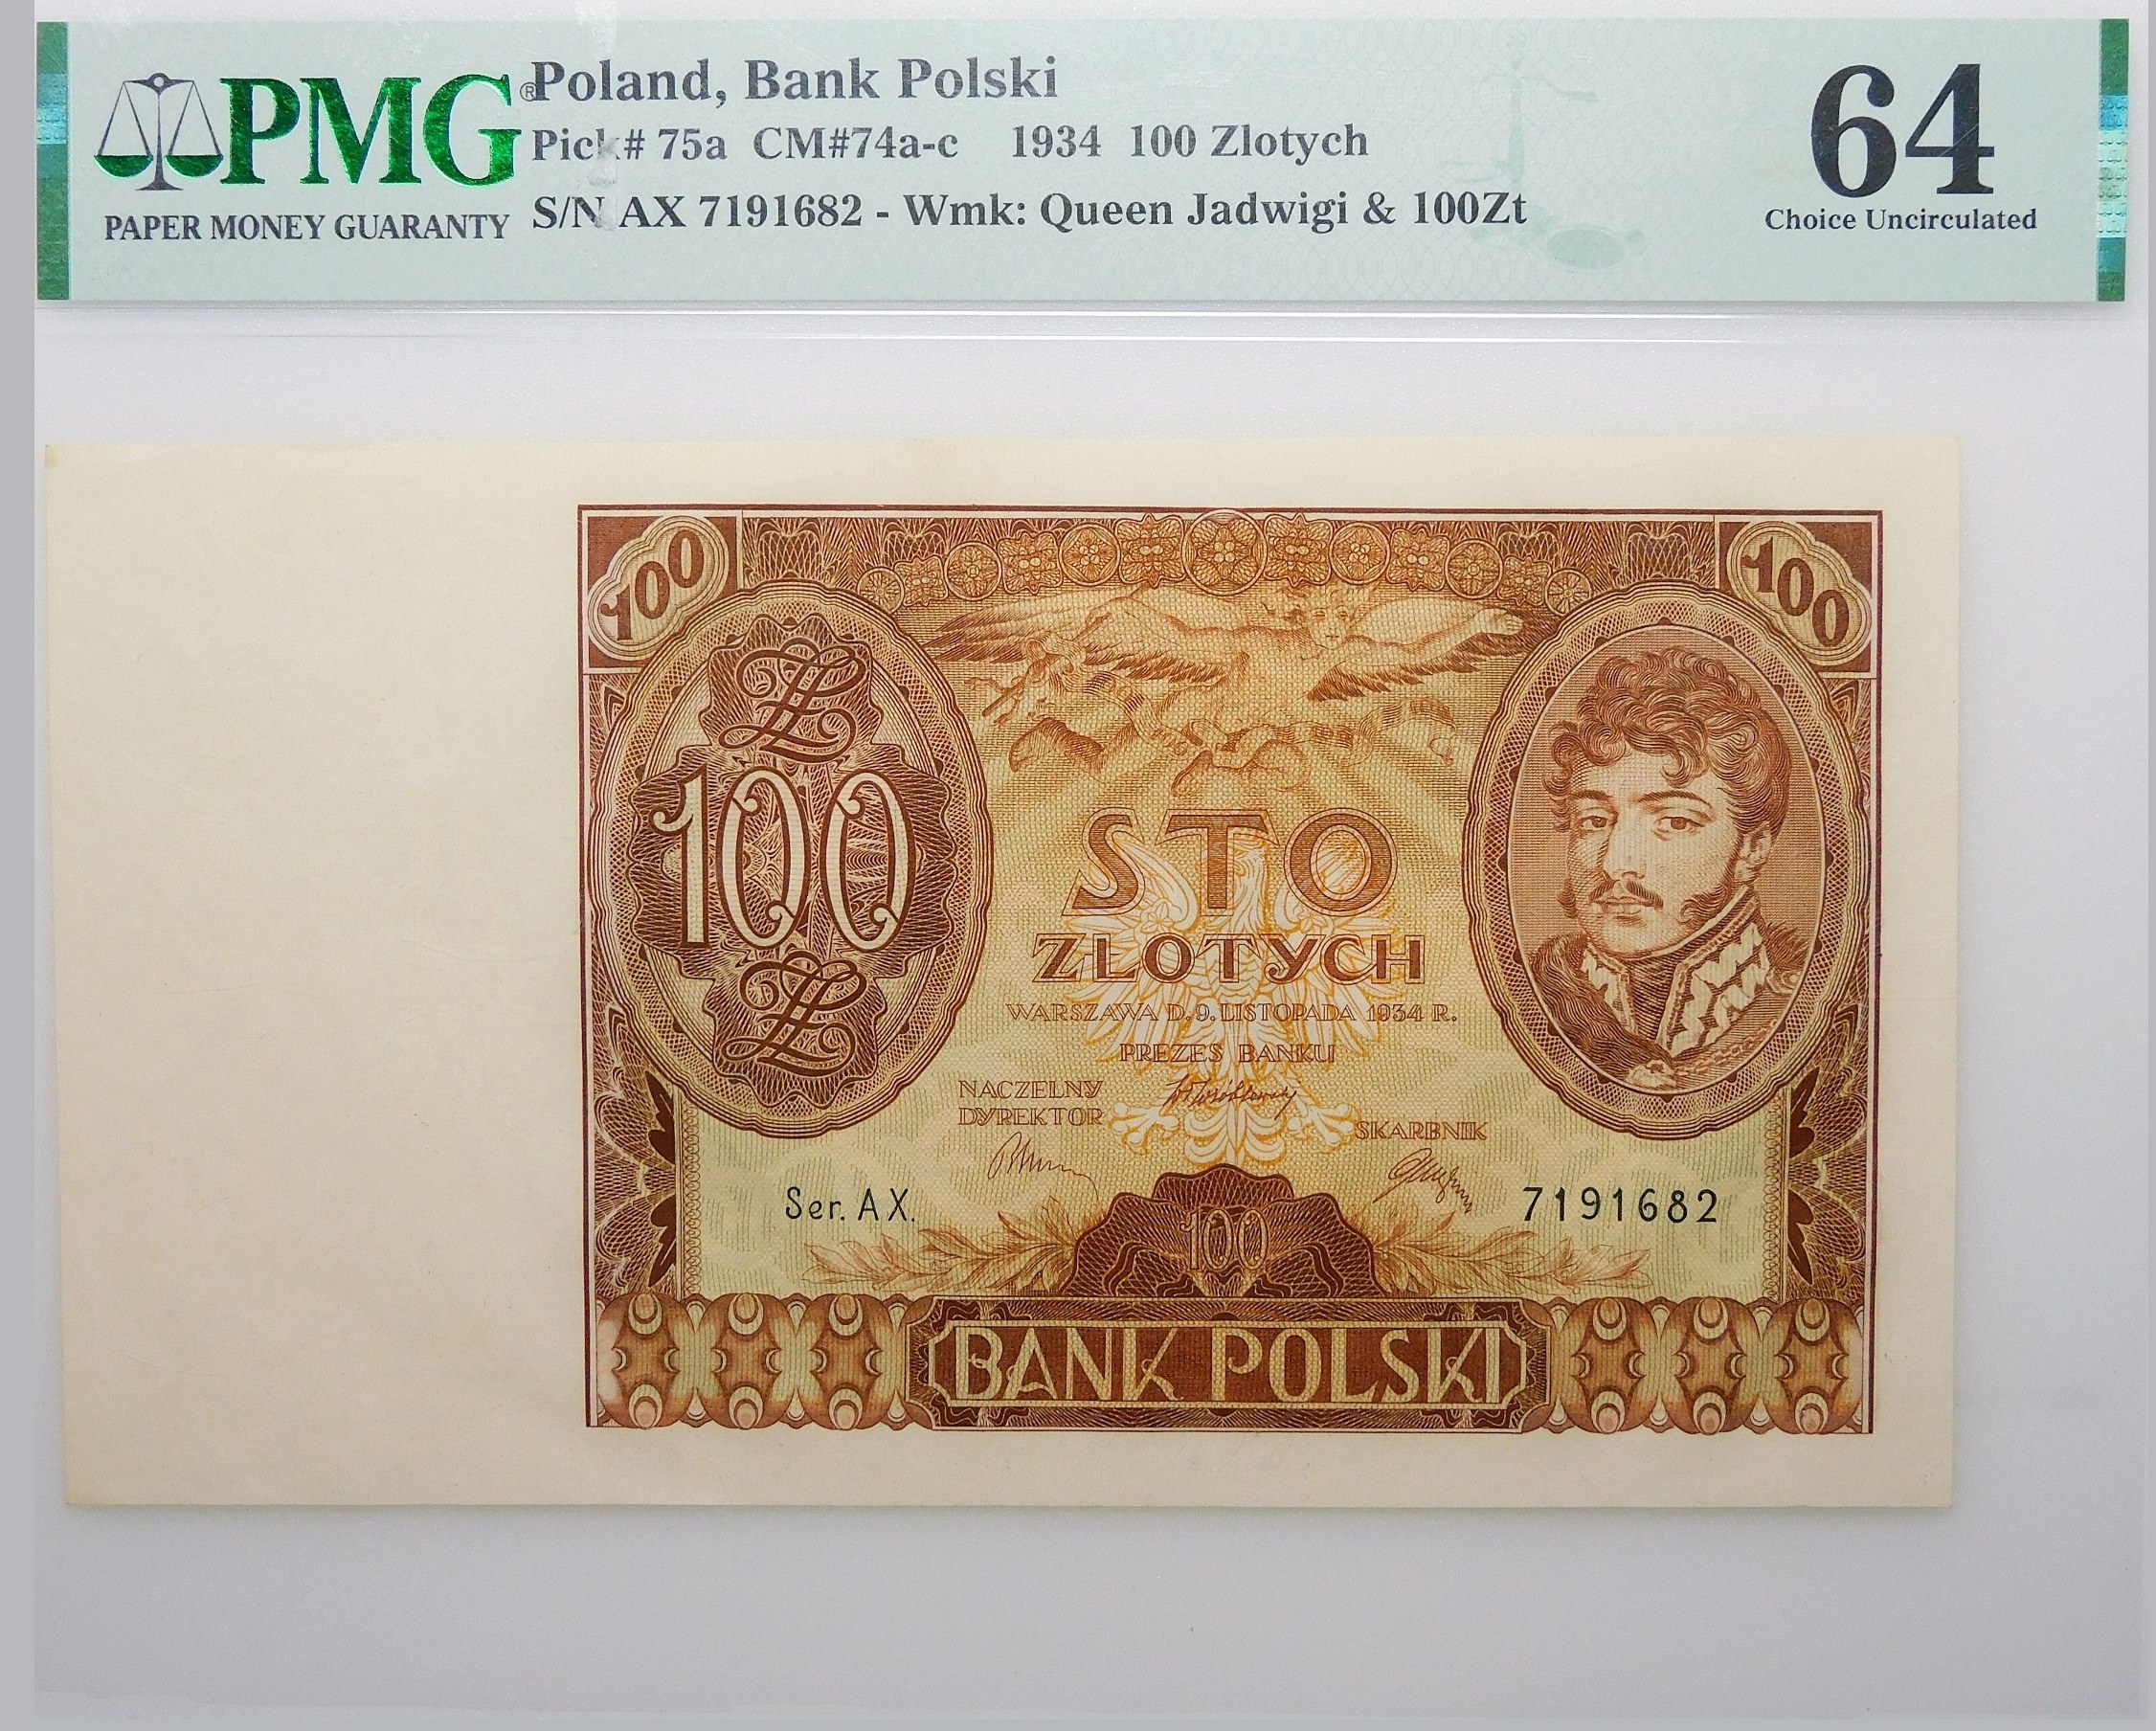 PMG®
PAPER MONEY GUARANTY
Poland, Bank Polski
Pick# 75a CM#74a-c 1934 100 Zlotych
S/N AX 7191682 - Wmk: Queen Jadwigi & 100Zt
64
Choice Uncirculated
100
100
100
STO
ZŁOTYCH
WARSZAWA D. 9. LISTOPADA 1934 R.
PREZES BANKU
NACZELNY
DYREKTOR
SKARBNIK
Ser. AX.
7191682
100
BANK POLSKI